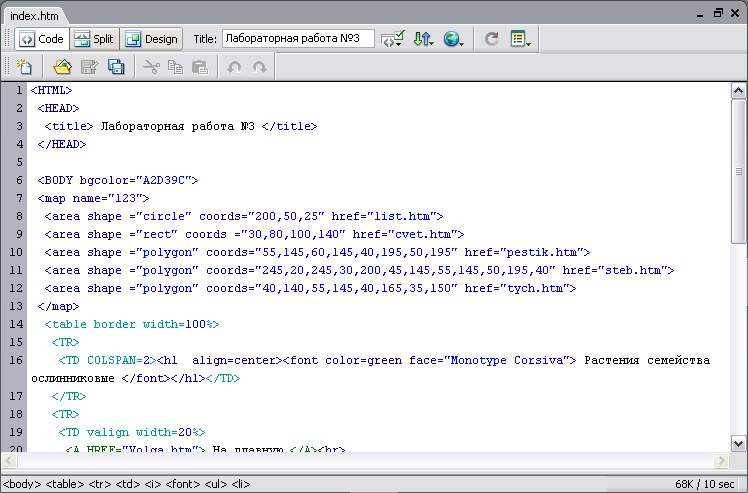 index.htm
Code Split Design Title: Лабораторная работа №3
1 <HTML>
2 <HEAD>
3 <title> Лабораторная работа №3 </title>
4 </HEAD>
5
6 <BODY bgcolor="A2D39C">
7 <map name="123">
8 <area shape ="circle" coords="200,50,25" href="list.htm">
9 <area shape ="rect" coords ="30,80,100,140" href="cvet.htm">
10 <area shape ="polygon" coords="55,145,60,145,40,195,50,195" href="pestik.htm">
11 <area shape ="polygon" coords="245,20,245,30,200,45,145,55,145,50,195,40" href="steb.htm">
12 <area shape ="polygon" coords="40,140,55,145,40,165,35,150" href="tych.htm">
13 </map>
14 <table border width=100%>
15 <TR>
16 <TD COLSPAN=2><h1  align=center><font color=green face="Monotype Corsiva"> Растения семейства
ослинниковые </font></h1></TD>
17 </TR>
18 <TR>
19 <TD valign width=20%>
20 <A HREF="Volga.htm"> На главную </A><br>
<body> <table> <tr> <td> <i> <font> <ul> <li> 68K / 10 sec